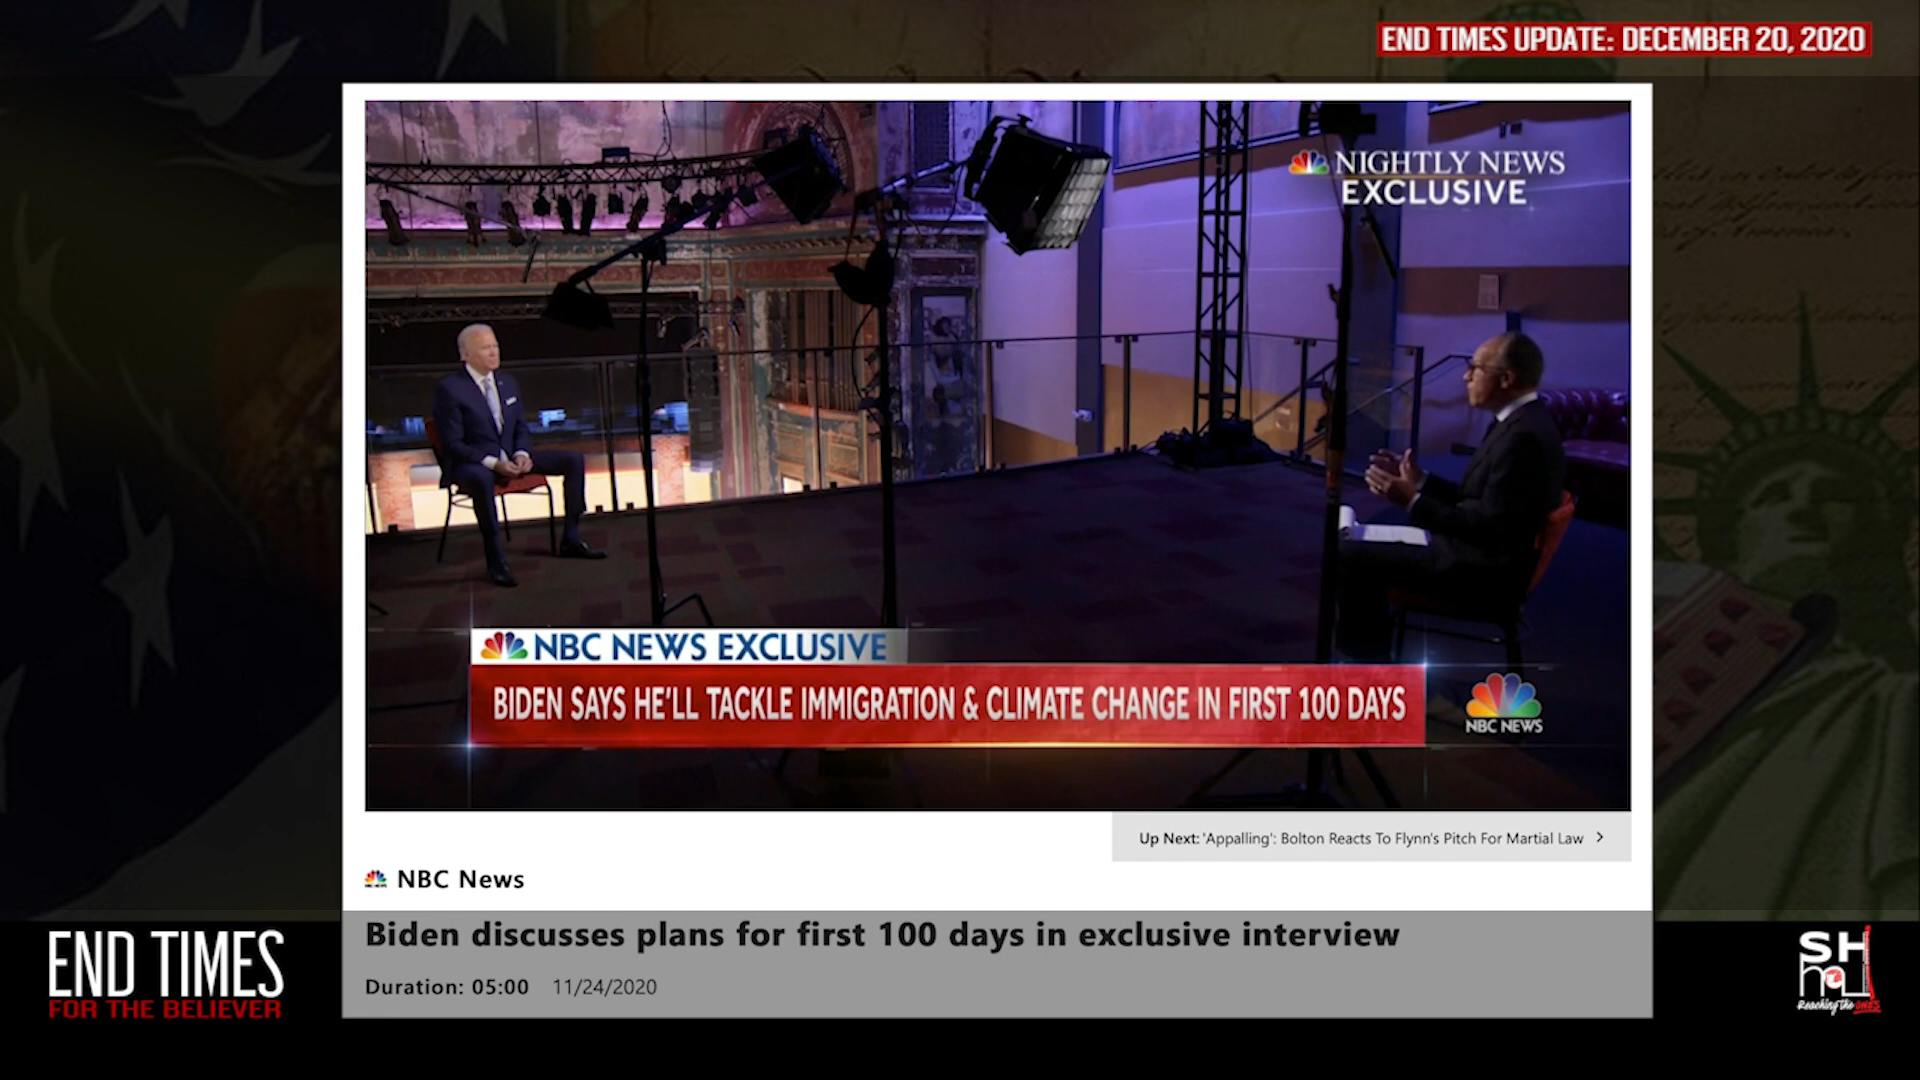 END TIMES UPDATE: DECEMBER 20, 2020
NIGHTLY NEWS
EXCLUSIVE
NBC NEWS EXCLUSIVE
BIDEN SAYS HE'LL TACKLE IMMIGRATION & CLIMATE CHANGE IN FIRST 100 DAYS
NBC NEWS
Up Next: 'Appalling': Bolton Reacts To Flynn's Pitch For Martial Law
NBC News
Biden discusses plans for first 100 days in exclusive interview
Duration: 05:00 11/24/2020
END TIMES
FOR THE BELIEVER
SH
Reaching the ONES